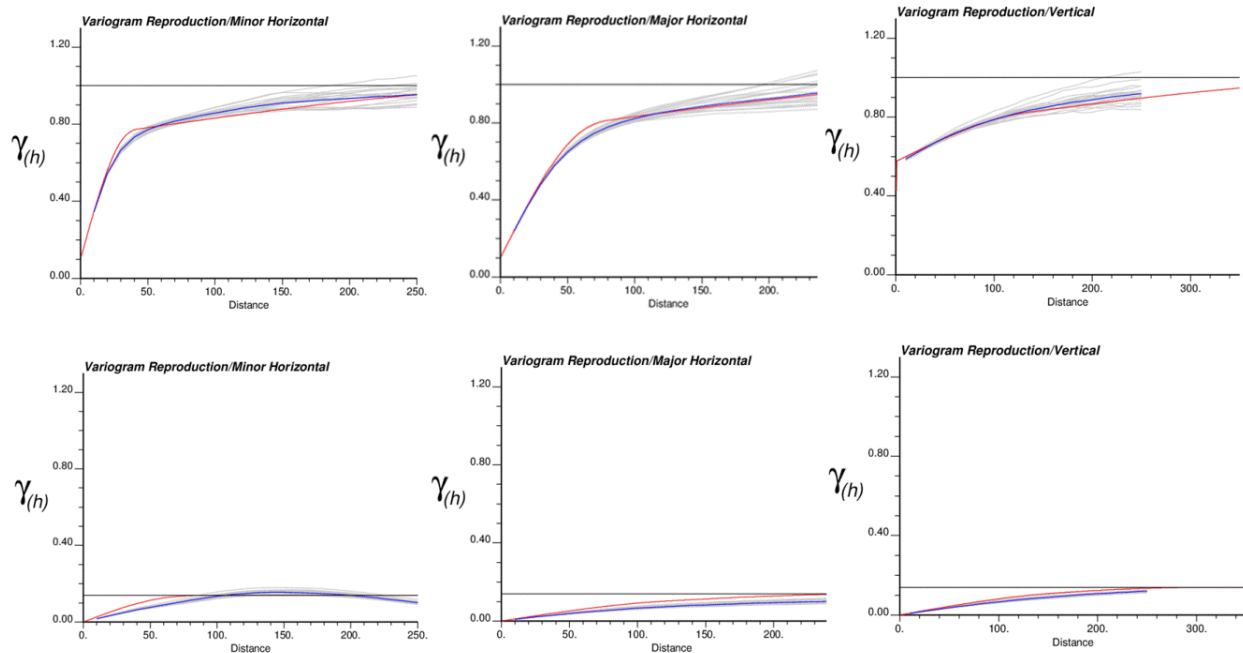 Variogram Reproduction/Minor Horizontal
1.20
0.80
0.40
0.00
γ(h)
0. 50. 100. 150. 200. 250.
Distance
Variogram Reproduction/Major Horizontal
1.20
0.80
0.40
0.00
γ(h)
0. 50. 100. 150. 200.
Distance
Variogram Reproduction/Vertical
1.20
0.80
0.40
0.00
γ(h)
0. 100. 200. 300.
Distance
Variogram Reproduction/Minor Horizontal
1.20
0.80
0.40
0.00
γ(h)
0. 50. 100. 150. 200. 250.
Distance
Variogram Reproduction/Major Horizontal
1.20
0.80
0.40
0.00
γ(h)
0. 50. 100. 150. 200.
Distance
Variogram Reproduction/Vertical
1.20
0.80
0.40
0.00
γ(h)
0. 100. 200. 300.
Distance